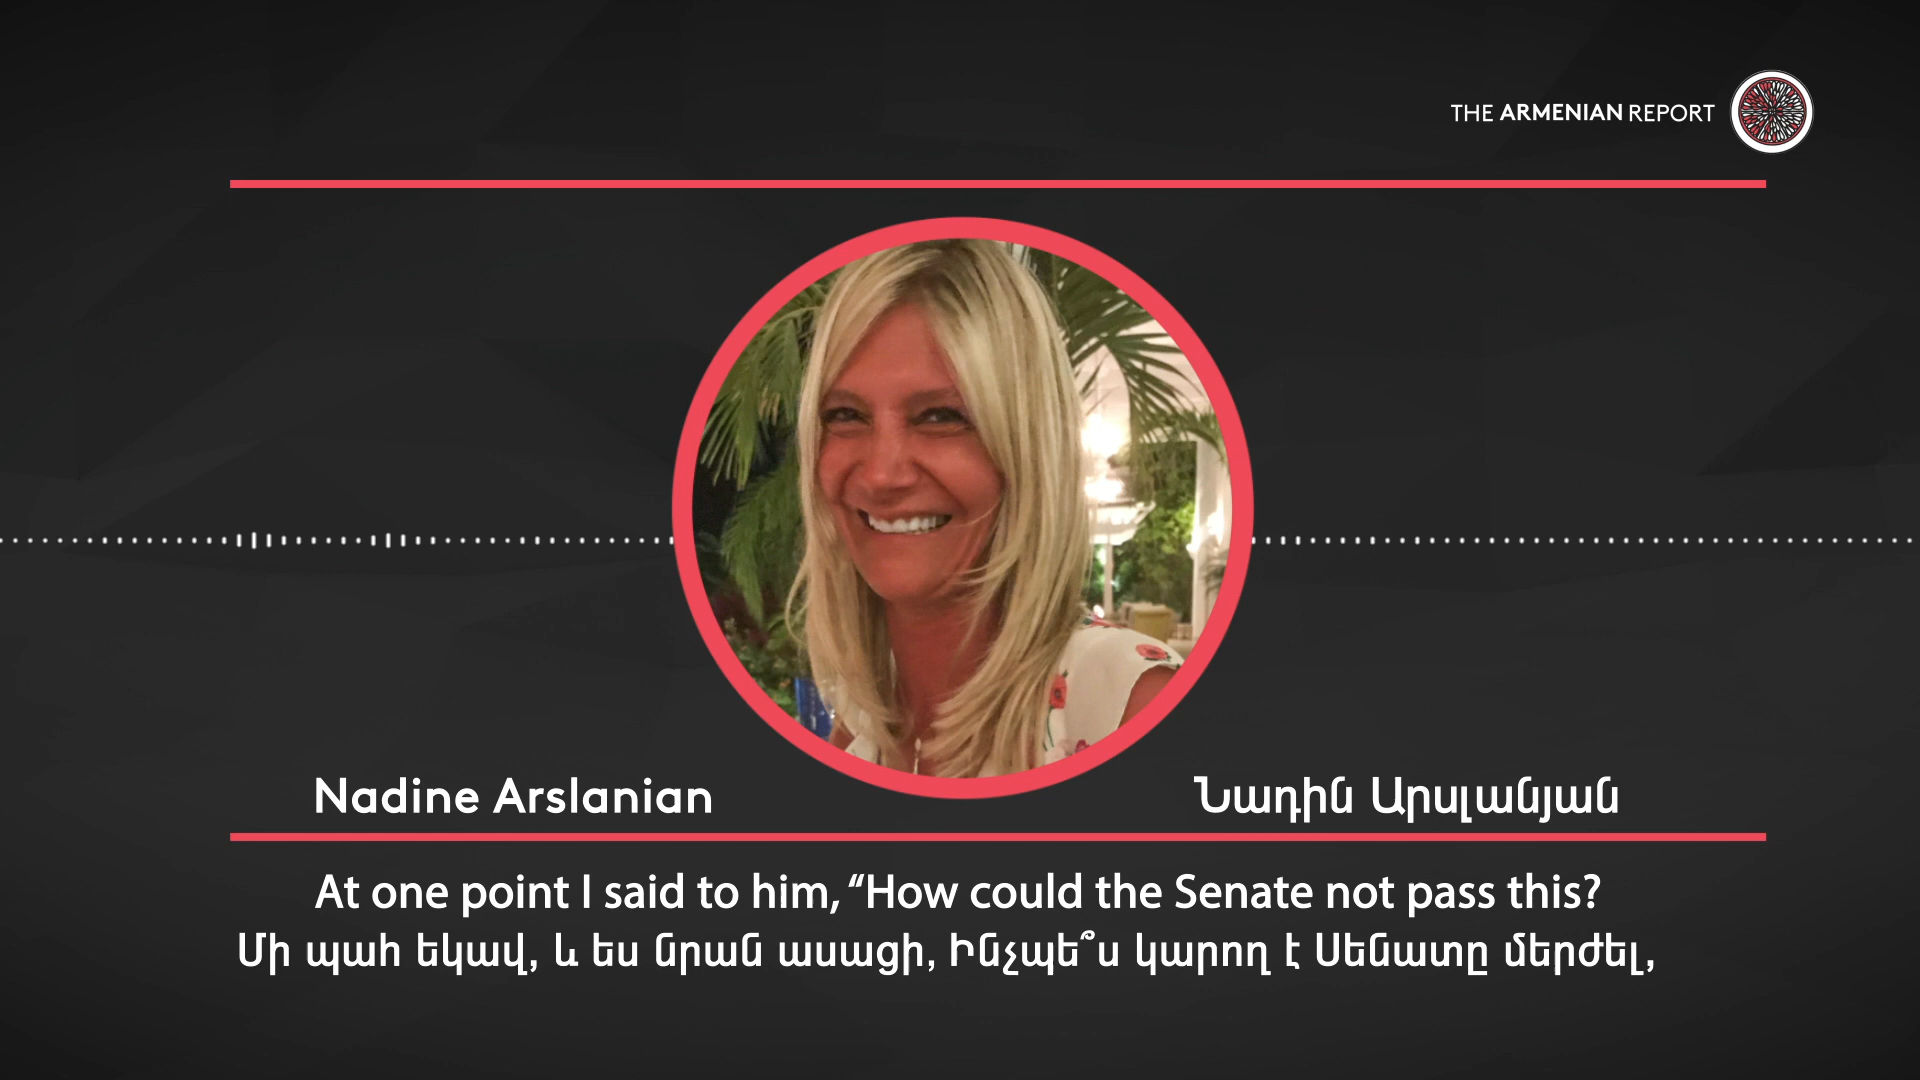 THE ARMENIAN REPORT
Nadine Arslanian
Նադին Արսլանյան
At one point I said to him, “How could the Senate not pass this?
Մի պահ եկավ, և ես նրան ասացի, Ինչպե՞ս կարող է Սենատը մերժել,